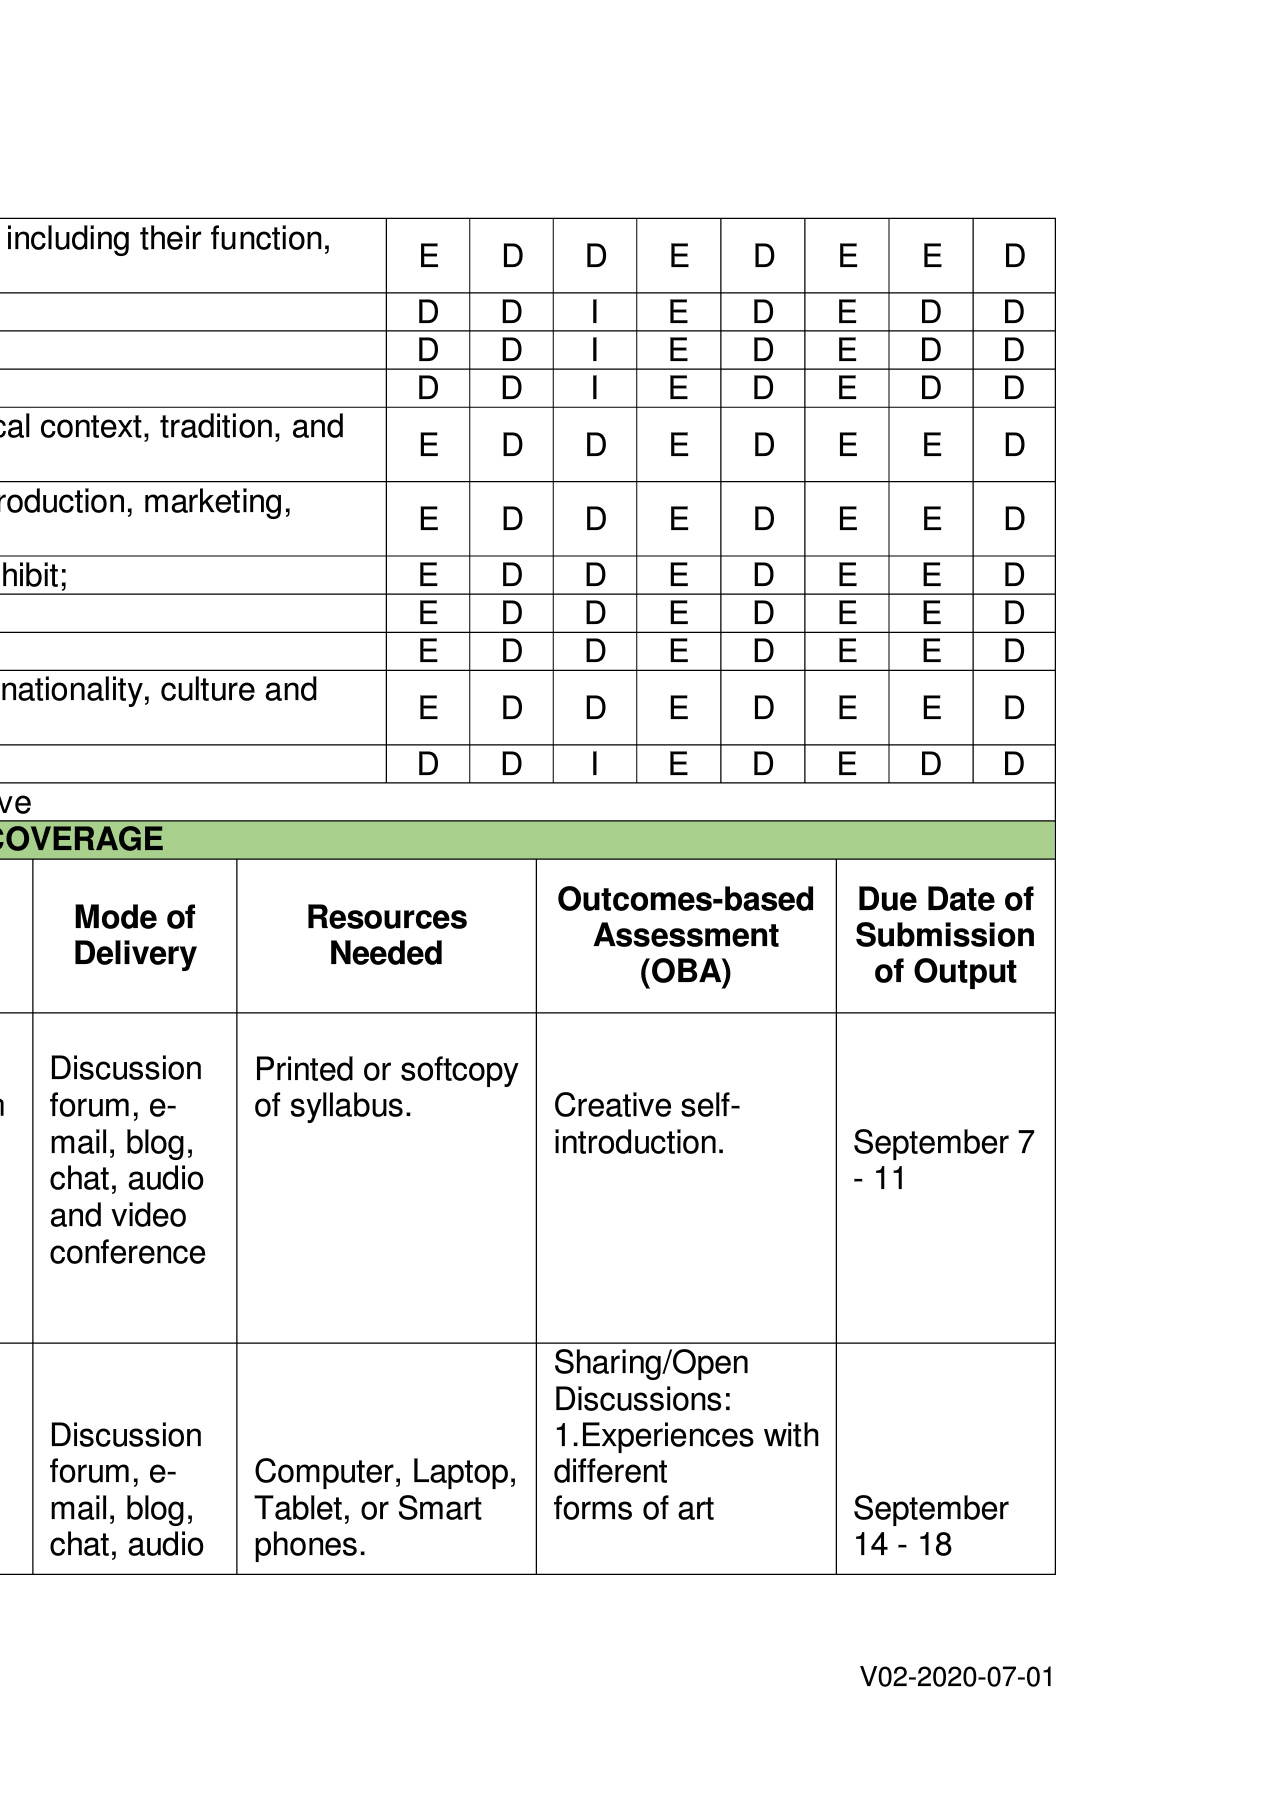 including their function,
E D D E D E E D
D D I E D E D D
D D I E D E D D
D D I E D E D D
cal context, tradition, and
E D D E D E E D
roduction, marketing,
E D D E D E E D
hibit; E D D E D E E D
E D D E D E E D
E D D E D E E D
nationality, culture and
E D D E D E E D
D D I E D E D D
ve
COVERAGE
Mode of
Delivery
Resources
Needed
Outcomes-based
Assessment
(OBA)
Due Date of
Submission
of Output
n
Discussion
forum, e-
mail, blog,
chat, audio
and video
conference
Printed or softcopy
of syllabus.
Creative self-
introduction.
September 7
- 11
Discussion
forum, e-
mail, blog,
chat, audio
Computer, Laptop,
Tablet, or Smart
phones.
Sharing/Open
Discussions:
1.Experiences with
different
forms of art
September
14 - 18
V02-2020-07-01